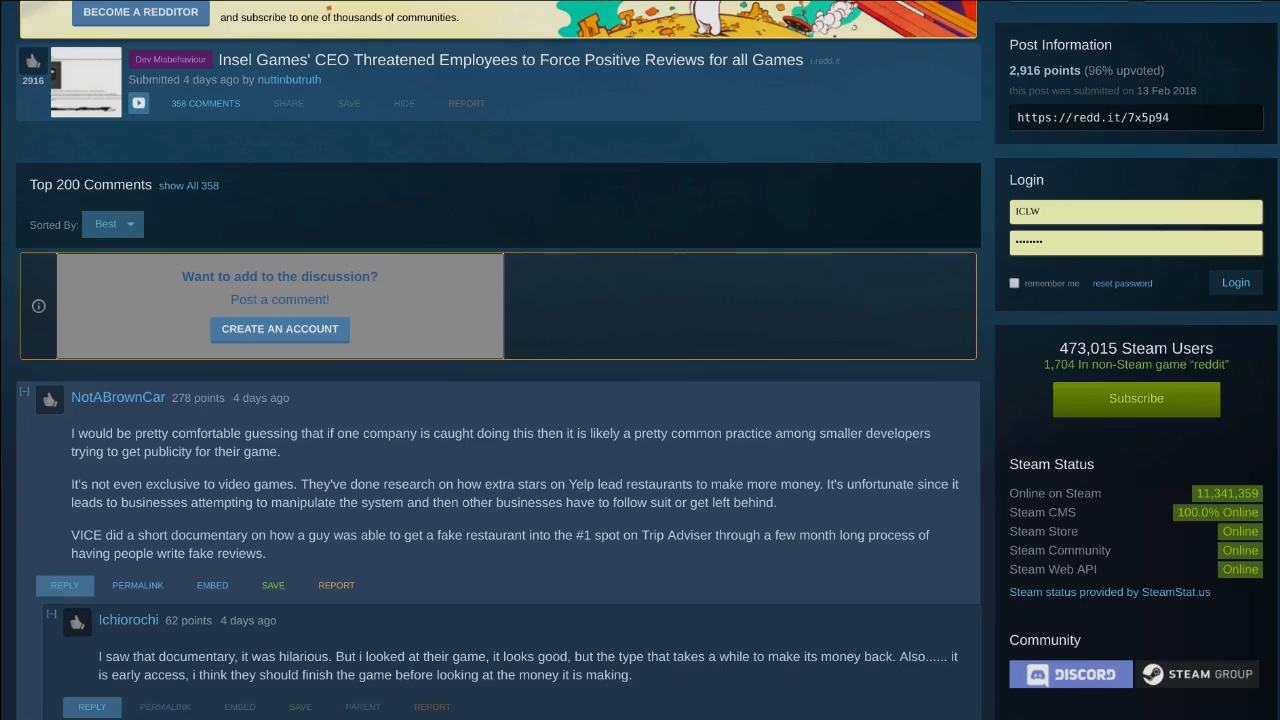 BECOME A REDDITOR
and subscribe to one of thousands of communities.
2916
Dev Misbehaviour Insel Games' CEO Threatened Employees to Force Positive Reviews for all Games i.redd.it
Submitted 4 days ago by nuttinbutruth
358 COMMENTS SHARE SAVE HIDE REPORT
Top 200 Comments show All 358
Sorted By: Best
Want to add to the discussion?
Post a comment!
CREATE AN ACCOUNT
[–] NotABrownCar 278 points 4 days ago
I would be pretty comfortable guessing that if one company is caught doing this then it is likely a pretty common practice among smaller developers
trying to get publicity for their game.
It's not even exclusive to video games. They've done research on how extra stars on Yelp lead restaurants to make more money. It's unfortunate since it
leads to businesses attempting to manipulate the system and then other businesses have to follow suit or get left behind.
VICE did a short documentary on how a guy was able to get a fake restaurant into the #1 spot on Trip Adviser through a few month long process of
having people write fake reviews.
REPLY PERMALINK EMBED SAVE REPORT
[–] Ichiorochi 62 points 4 days ago
I saw that documentary, it was hilarious. But i looked at their game, it looks good, but the type that takes a while to make its money back. Also...... it
is early access, i think they should finish the game before looking at the money it is making.
REPLY PERMALINK EMBED SAVE PARENT REPORT
Post Information
2,916 points (96% upvoted)
this post was submitted on 13 Feb 2018
https://redd.it/7x5p94
Login
ICLW
••••••••
remember me reset password Login
473,015 Steam Users
1,704 In non-Steam game “reddit”
Subscribe
Steam Status
Online on Steam 11,341,359
Steam CMS 100.0% Online
Steam Store Online
Steam Community Online
Steam Web API Online
Steam status provided by SteamStat.us
Community
DISCORD STEAM GROUP